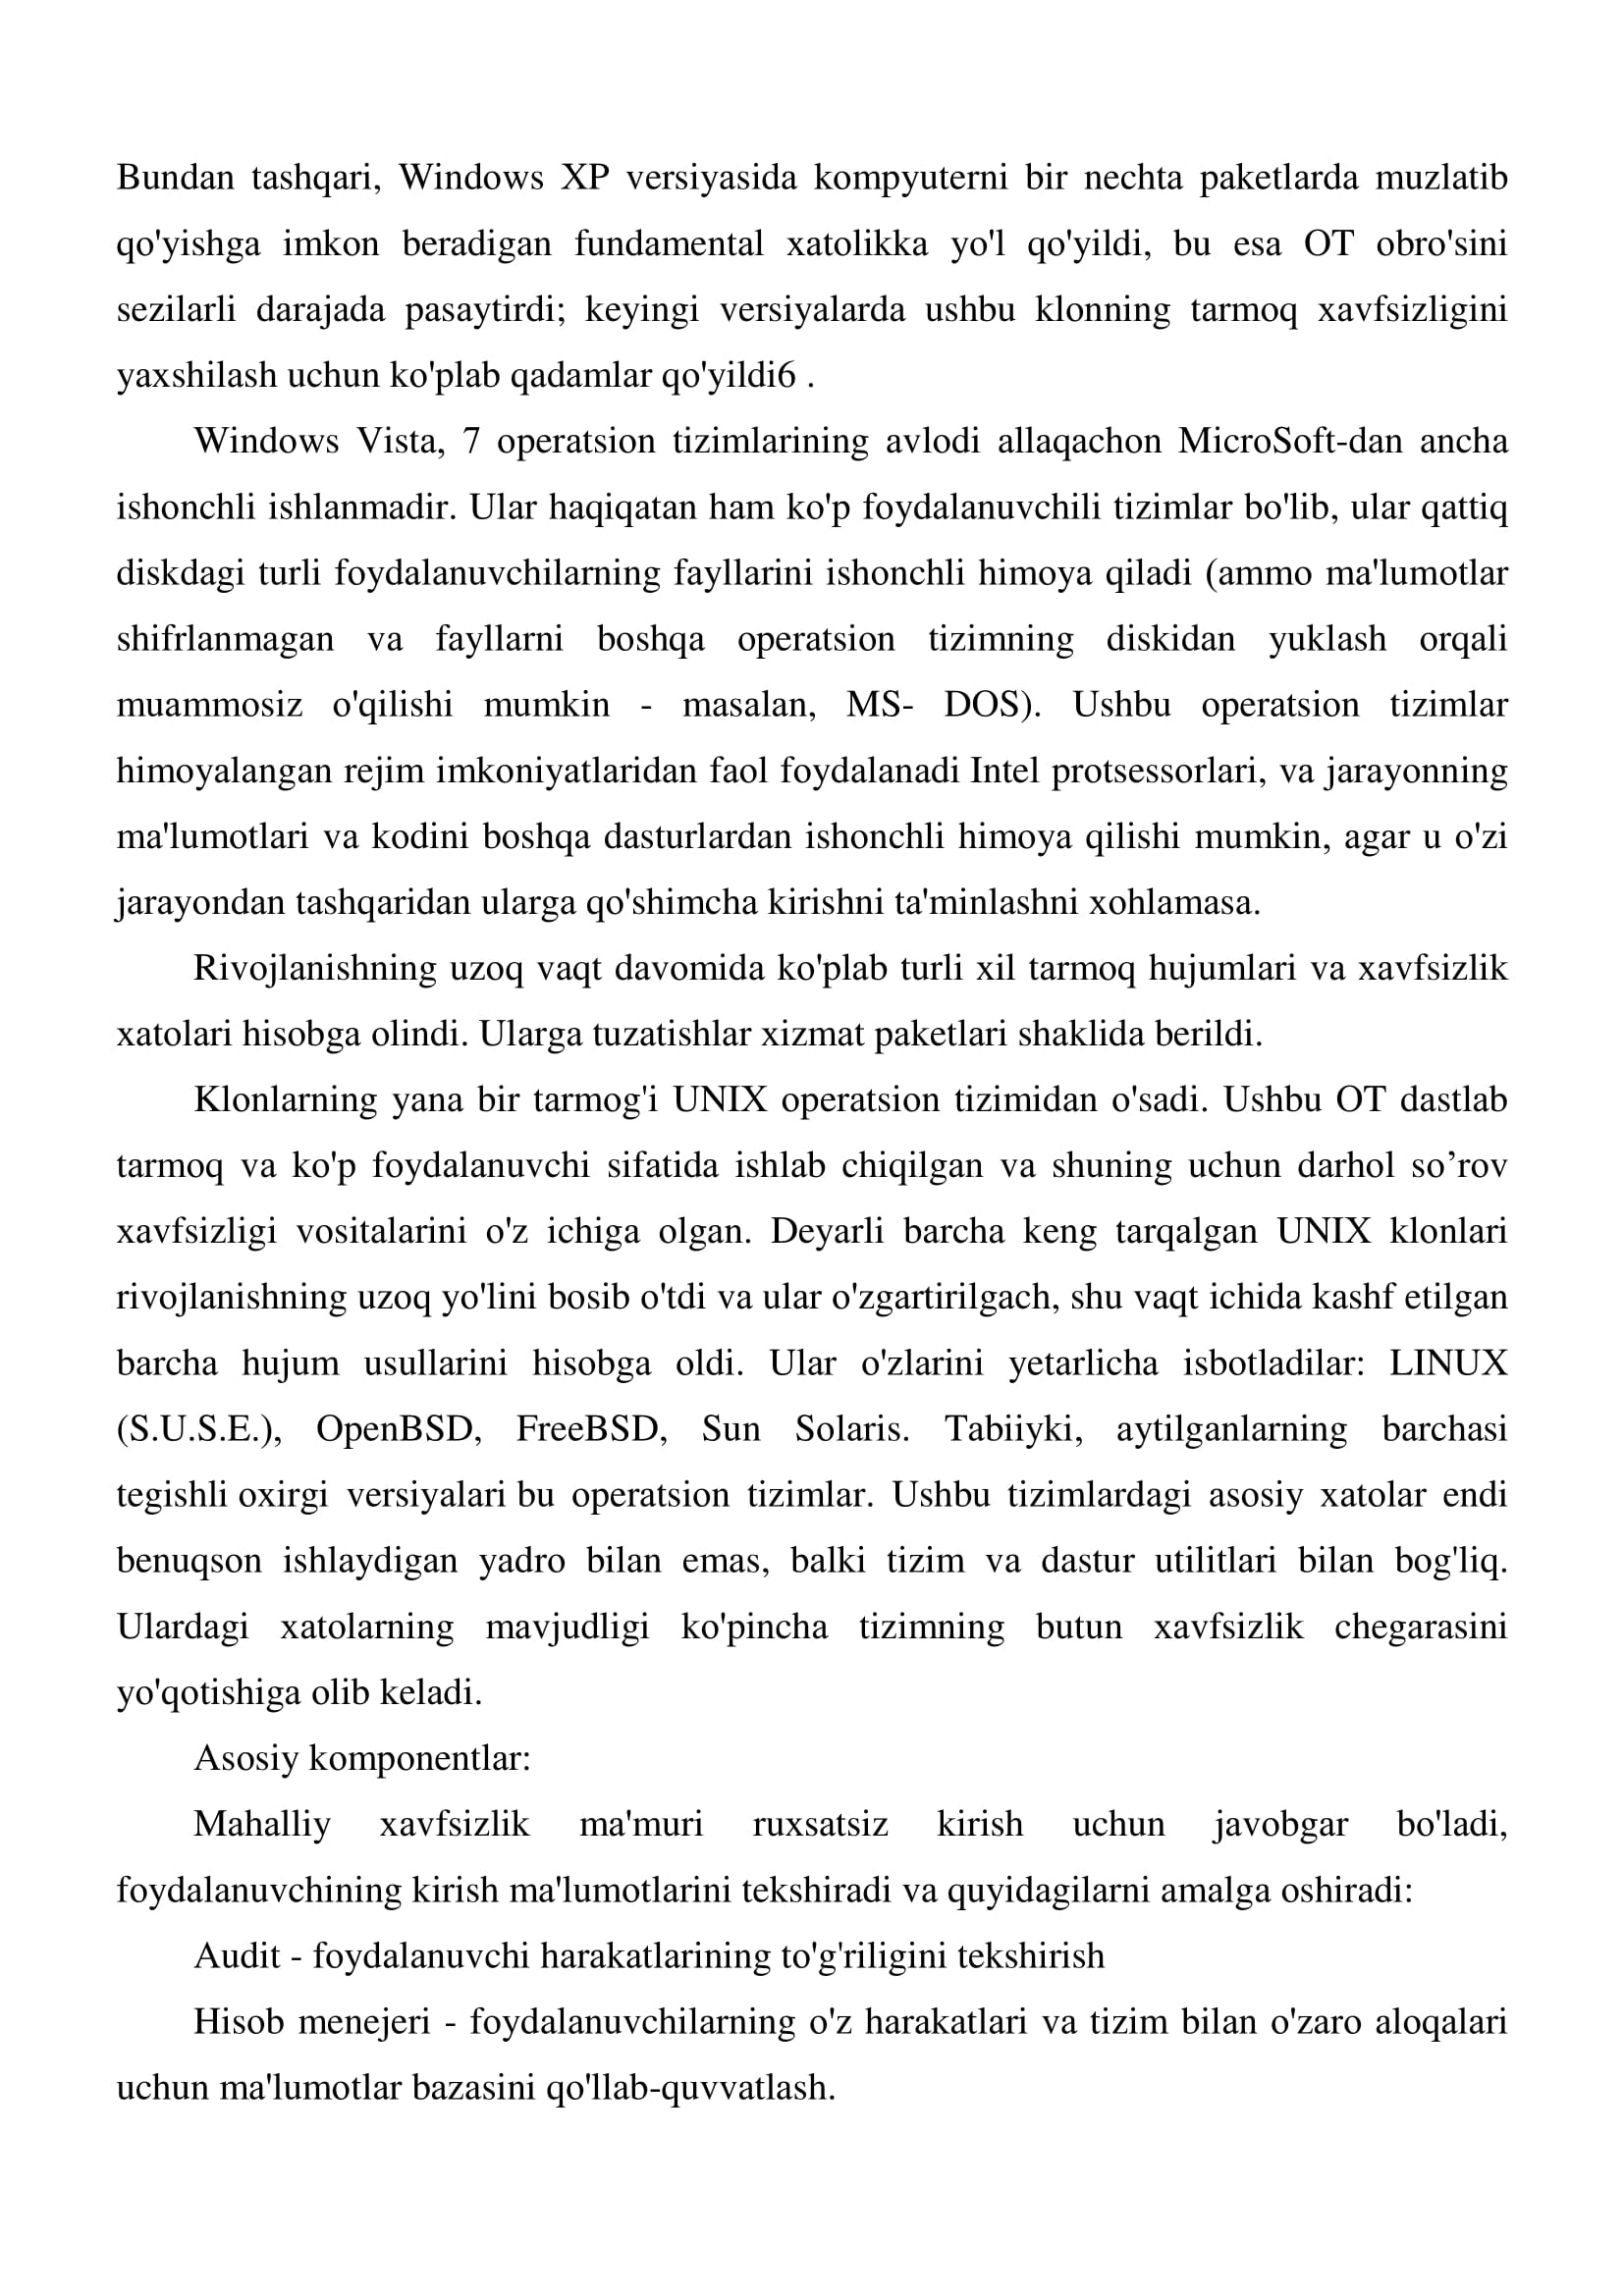 Bundan tashqari, Windows XP versiyasida kompyuterni bir nechta paketlarda muzlatib
qo'yishga imkon beradigan fundamental xatolikka yo'l qo'yildi, bu esa OT obro'sini
sezilarli darajada pasaytirdi; keyingi versiyalarda ushbu klonning tarmoq xavfsizligini
yaxshilash uchun ko'plab qadamlar qo'yildi6 .
Windows Vista, 7 operatsion tizimlarining avlodi allaqachon MicroSoft-dan ancha
ishonchli ishlanmadir. Ular haqiqatan ham ko'p foydalanuvchili tizimlar bo'lib, ular qattiq
diskdagi turli foydalanuvchilarning fayllarini ishonchli himoya qiladi (ammo ma'lumotlar
shifrlanmagan va fayllarni boshqa operatsion tizimning diskidan yuklash orqali
muammosiz o'qilishi mumkin - masalan, MS- DOS). Ushbu operatsion tizimlar
himoyalangan rejim imkoniyatlaridan faol foydalanadi Intel protsessorlari, va jarayonning
ma'lumotlari va kodini boshqa dasturlardan ishonchli himoya qilishi mumkin, agar u o'zi
jarayondan tashqaridan ularga qo'shimcha kirishni ta'minlashni xohlamasa.
Rivojlanishning uzoq vaqt davomida ko'plab turli xil tarmoq hujumlari va xavfsizlik
xatolari hisobga olindi. Ularga tuzatishlar xizmat paketlari shaklida berildi.
Klonlarning yana bir tarmog'i UNIX operatsion tizimidan o'sadi. Ushbu OT dastlab
tarmoq va ko'p foydalanuvchi sifatida ishlab chiqilgan va shuning uchun darhol so’rov
xavfsizligi vositalarini o'z ichiga olgan. Deyarli barcha keng tarqalgan UNIX klonlari
rivojlanishning uzoq yo'lini bosib o'tdi va ular o'zgartirilgach, shu vaqt ichida kashf etilgan
barcha hujum usullarini hisobga oldi. Ular o'zlarini yetarlicha isbotladilar: LINUX
(S.U.S.E.), OpenBSD, FreeBSD, Sun Solaris. Tabiiyki, aytilganlarning barchasi
tegishli oxirgi versiyalari bu operatsion tizimlar. Ushbu tizimlardagi asosiy xatolar endi
benuqson ishlaydigan yadro bilan emas, balki tizim va dastur utilitlari bilan bog'liq.
Ulardagi xatolarning mavjudligi ko'pincha tizimning butun xavfsizlik chegarasini
yo'qotishiga olib keladi.
Asosiy komponentlar:
Mahalliy xavfsizlik ma'muri ruxsatsiz kirish uchun javobgar bo'ladi,
foydalanuvchining kirish ma'lumotlarini tekshiradi va quyidagilarni amalga oshiradi:
Audit - foydalanuvchi harakatlarining to'g'riligini tekshirish
Hisob menejeri - foydalanuvchilarning o'z harakatlari va tizim bilan o'zaro aloqalari
uchun ma'lumotlar bazasini qo'llab-quvvatlash.